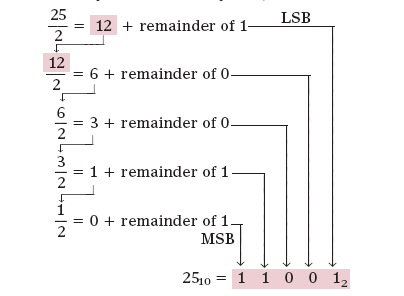 25/2 = 12 + remainder of 1 LSB
12/2 = 6 + remainder of 0
6/2 = 3 + remainder of 0
3/2 = 1 + remainder of 1
1/2 = 0 + remainder of 1
MSB
25₁₀ = 1 1 0 0 1₂